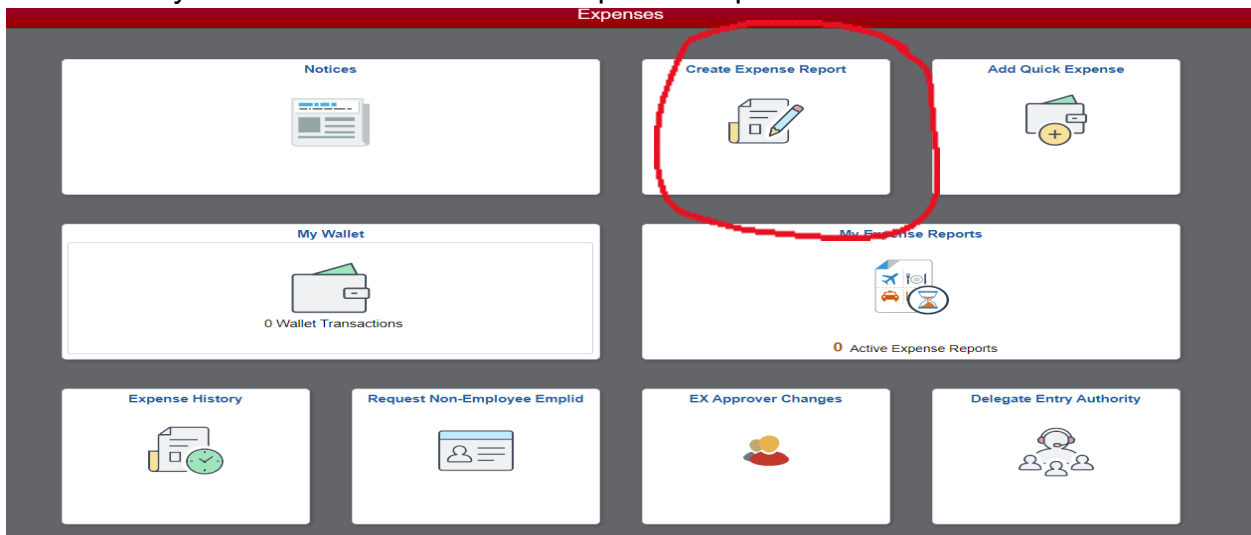 Expenses
Notices
Create Expense Report
Add Quick Expense
My Wallet
0 Wallet Transactions
My Expense Reports
0 Active Expense Reports
Expense History
Request Non-Employee Emplid
EX Approver Changes
Delegate Entry Authority